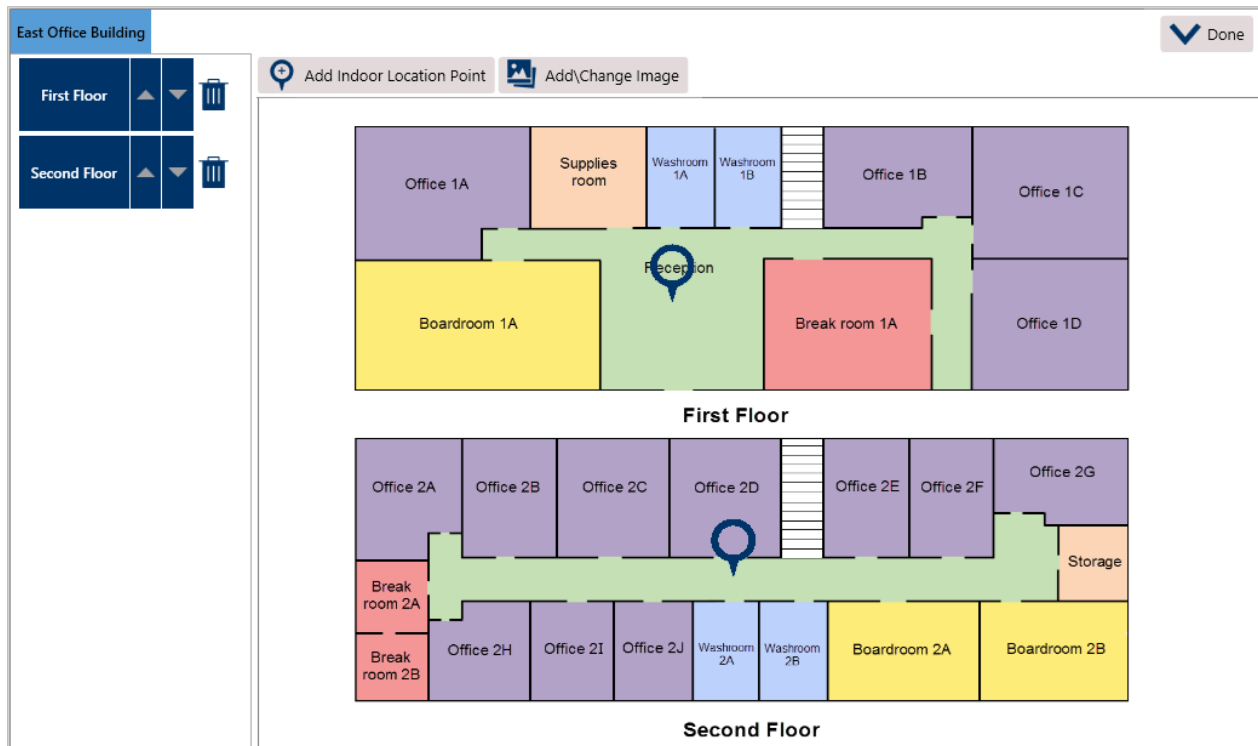 East Office Building
Done
First Floor
Second Floor
Add Indoor Location Point
Add\Change Image
Office 1A
Supplies
room
Washroom
1A
Washroom
1B
Office 1B
Office 1C
Reception
Boardroom 1A
Break room 1A
Office 1D
First Floor
Office 2A
Office 2B
Office 2C
Office 2D
Office 2E
Office 2F
Office 2G
Storage
Break
room 2A
Break
room 2B
Office 2H
Office 2I
Office 2J
Washroom
2A
Washroom
2B
Boardroom 2A
Boardroom 2B
Second Floor